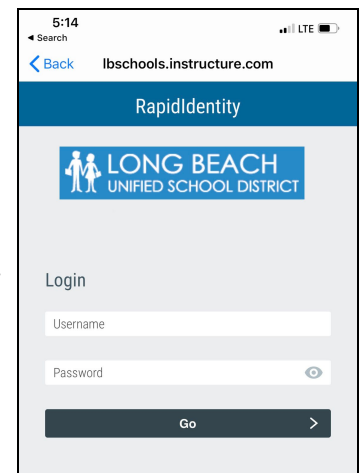 5:14
LTE
◄ Search
Back
lbschools.instructure.com
RapidIdentity
LONG BEACH
UNIFIED SCHOOL DISTRICT
Login
Username
Password
Go